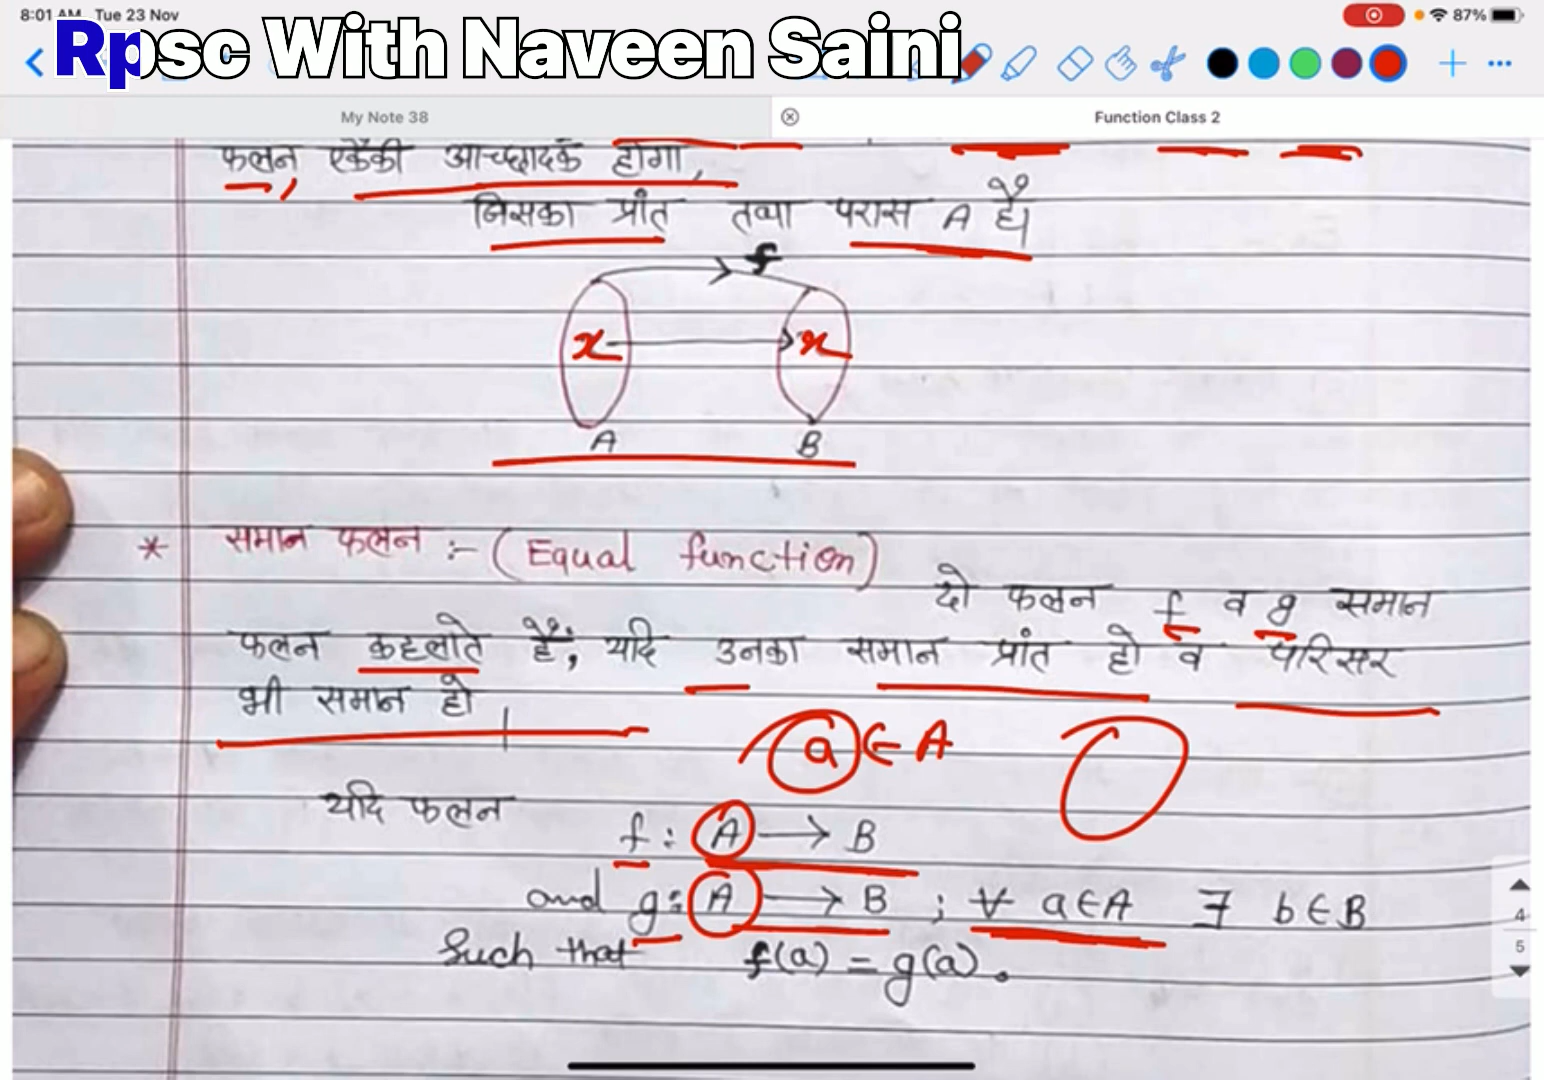 8:01 AM Tue 23 Nov
87%
Rpsc With Naveen Saini
My Note 38
Function Class 2
फलन, एकैकी आच्छादक होगा,
जिसका प्रांत तथा परास A है।
f
x x
A B
* समान फलन :- (Equal function)
दो फलन f व g समान
फलन कहलाते हैं, यदि उनका समान प्रांत हो व परिसर
भी समान हो
a ∈ A
यदि फलन
f : A → B
and g : A → B ; ∀ a∈A ∃ b∈B
Such that f(a) = g(a).
4
5